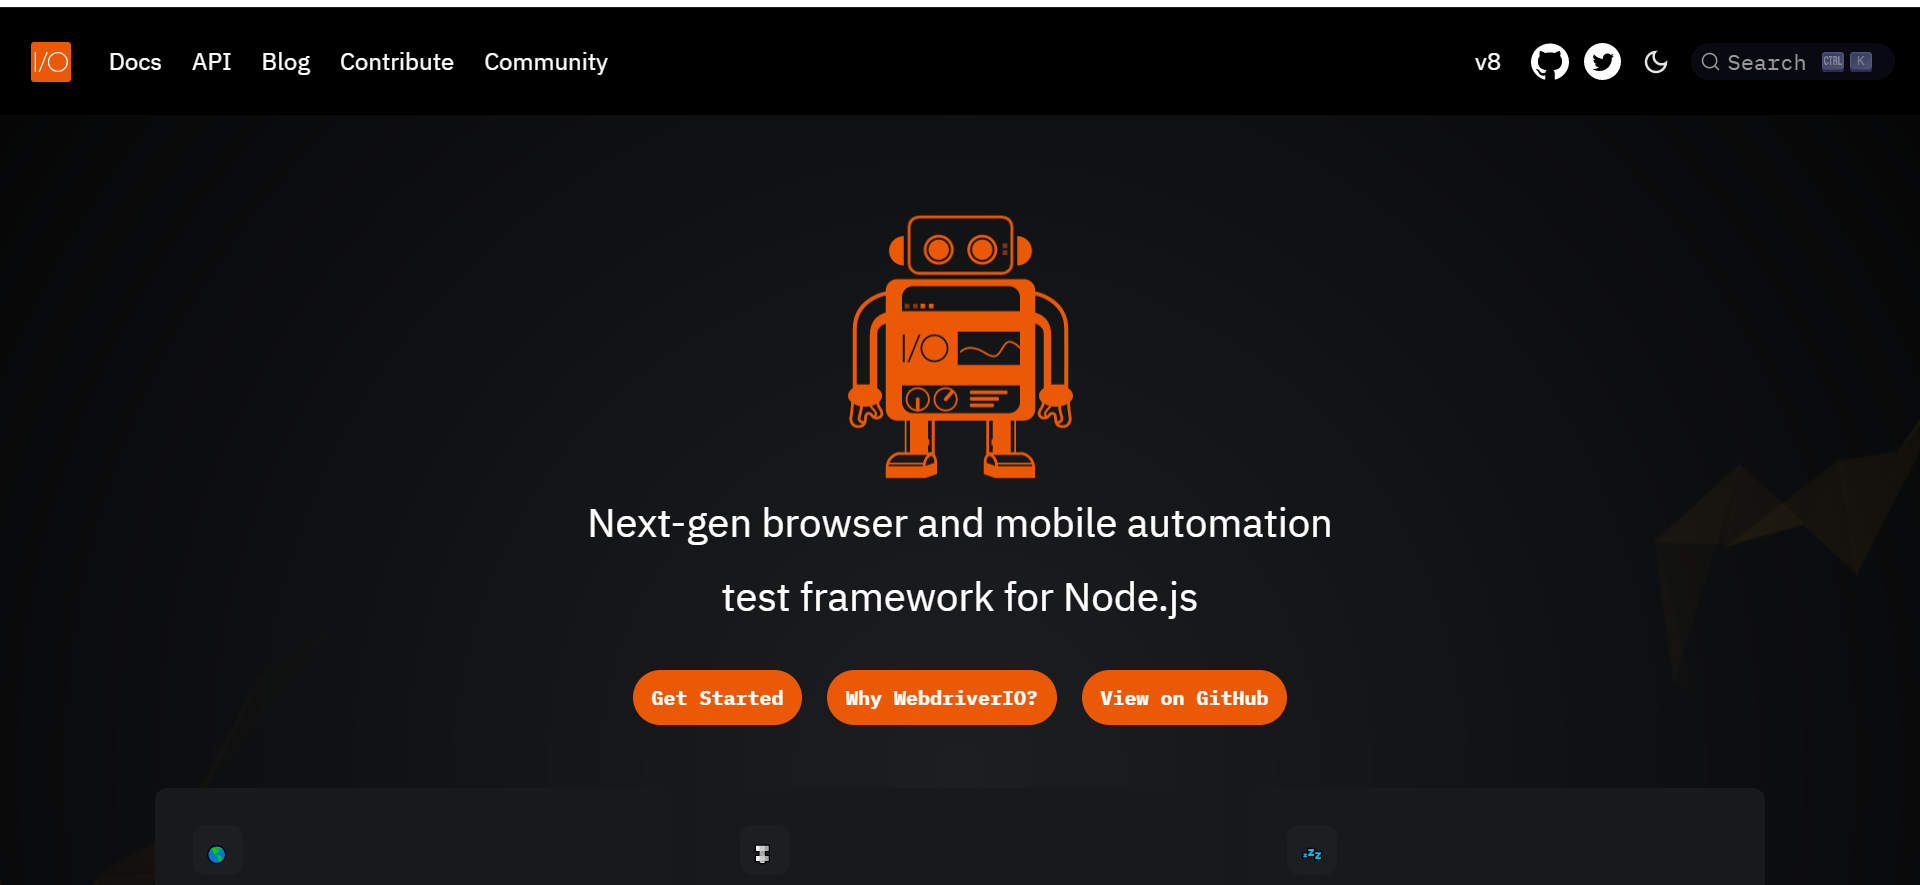 I/O
Docs
API
Blog
Contribute
Community
v8
Search
CTRL
K
I/O
Next-gen browser and mobile automation
test framework for Node.js
Get Started
Why WebdriverIO?
View on GitHub
zzz